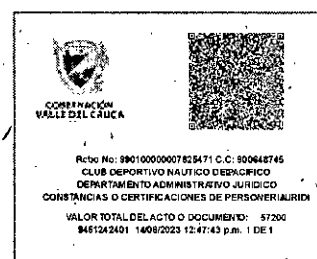 GOBERNACIÓN
VALLE DEL CAUCA
Rcbo No: 990100000007825471 C.C: 900648745
CLUB DEPORTIVO NAUTICO DEPACIFICO
DEPARTAMENTO ADMINISTRATIVO JURIDICO
CONSTANCIAS O CERTIFICACIONES DE PERSONERIAJURIDI
VALOR TOTAL DEL ACTO O DOCUMENTO: 57200
9451242401 14/08/2023 12:47:43 p.m. 1 DE 1